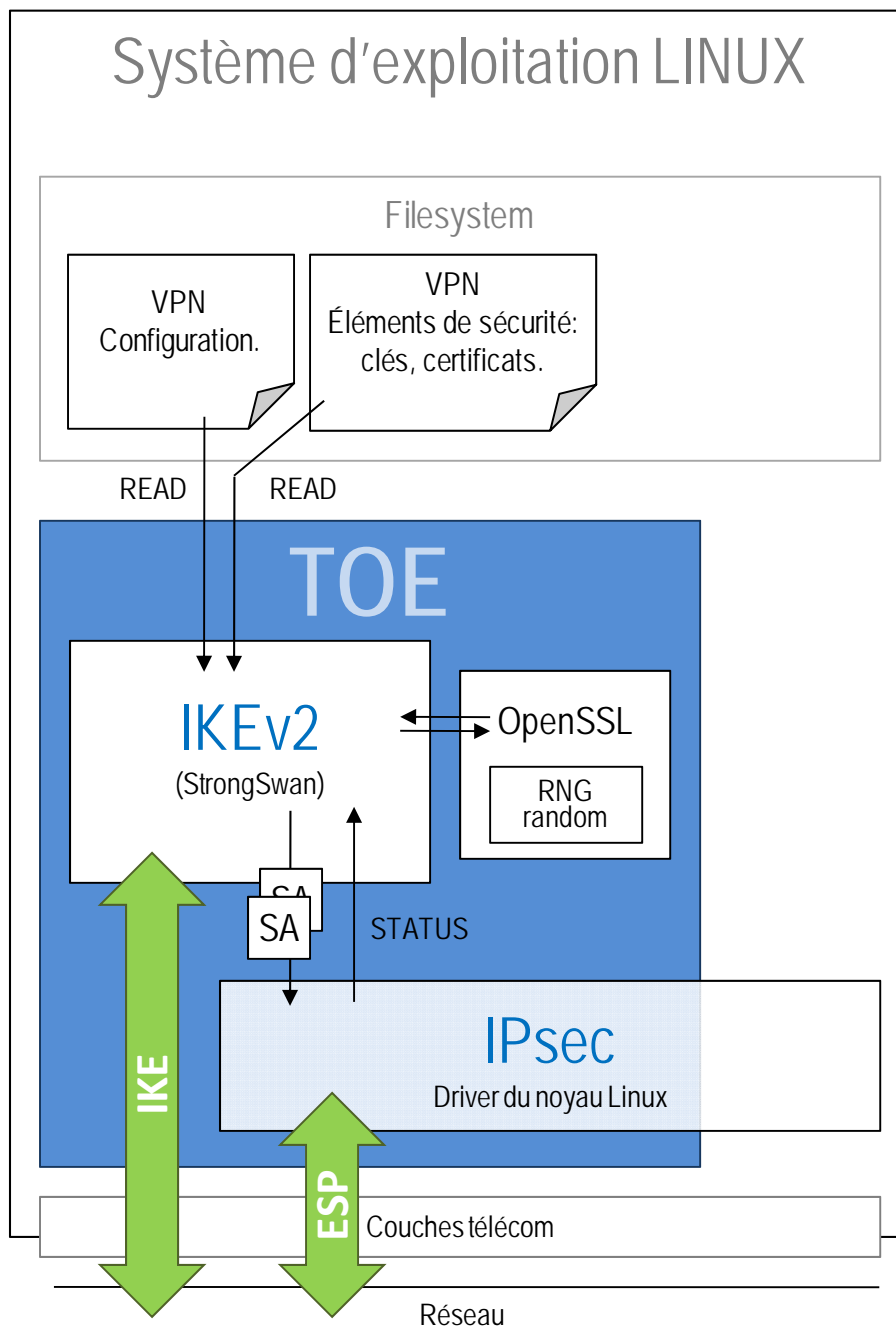 Système d'exploitation LINUX
Filesystem
VPN
Configuration.
VPN
Éléments de sécurité:
clés, certificats.
READ
READ
TOE
IKEv2
(StrongSwan)
OpenSSL
RNG
random
SA
SA
STATUS
IPsec
Driver du noyau Linux
IKE
ESP
Couches télécom
Réseau